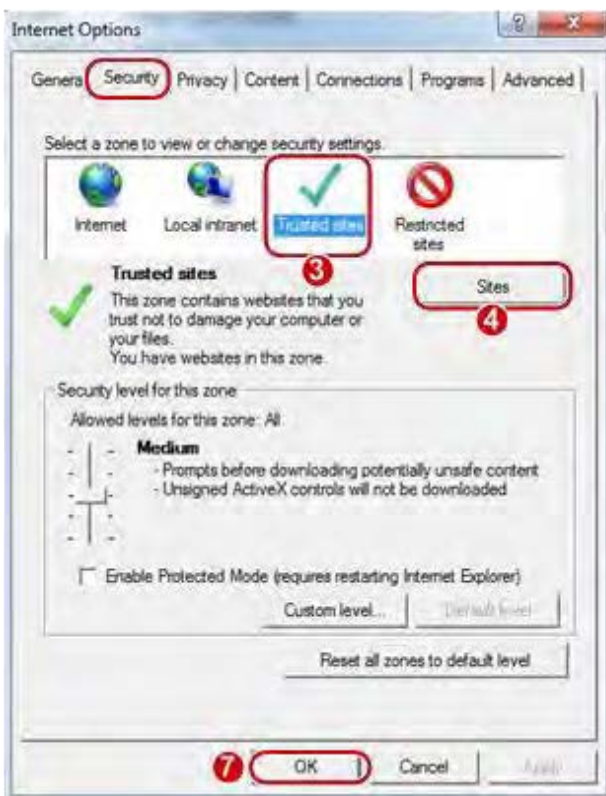 Internet Options
General Security Privacy Content Connections Programs Advanced
Select a zone to view or change security settings.
Internet Local intranet Trusted sites Restricted sites
3
Trusted sites
Sites
4
This zone contains websites that you
trust not to damage your computer or
your files.
You have websites in this zone.
Security level for this zone
Allowed levels for this zone: All
Medium
- Prompts before downloading potentially unsafe content
- Unsigned ActiveX controls will not be downloaded
Enable Protected Mode (requires restarting Internet Explorer)
Custom level... Default level
Reset all zones to default level
7 OK Cancel Apply